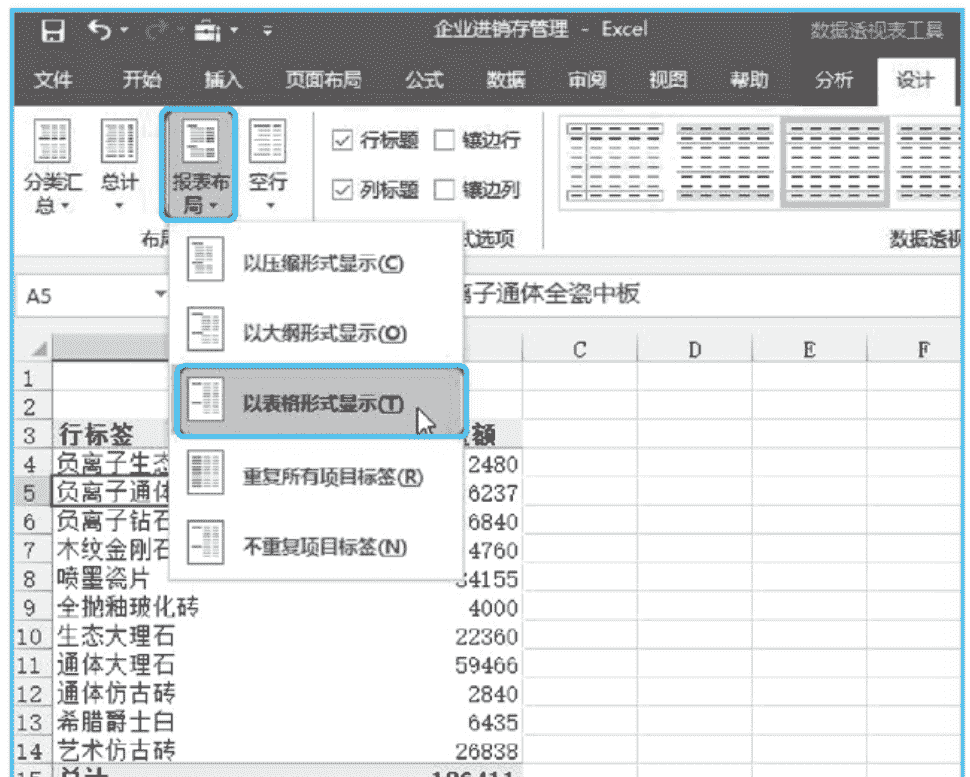 企业进销存管理 - Excel 数据透视表工具
文件 开始 插入 页面布局 公式 数据 审阅 视图 帮助 分析 设计
分类汇总 总计 报表布局 空行
行标题 镶边行
列标题 镶边列
布 式选项 数据透视
以压缩形式显示(C)
A5 离子通体全瓷中板
以大纲形式显示(O)
C D E F
1
以表格形式显示(T)
2
3 行标签 额
4 负离子生态 2480
重复所有项目标签(R)
5 负离子通体 6237
6 负离子钻石 6840
不重复项目标签(N)
7 木纹金刚石 4760
8 喷墨瓷片 34155
9 全抛釉玻化砖 4000
10 生态大理石 22360
11 通体大理石 59466
12 通体仿古砖 2840
13 希腊爵士白 6435
14 艺术仿古砖 26838
15 总计 186411